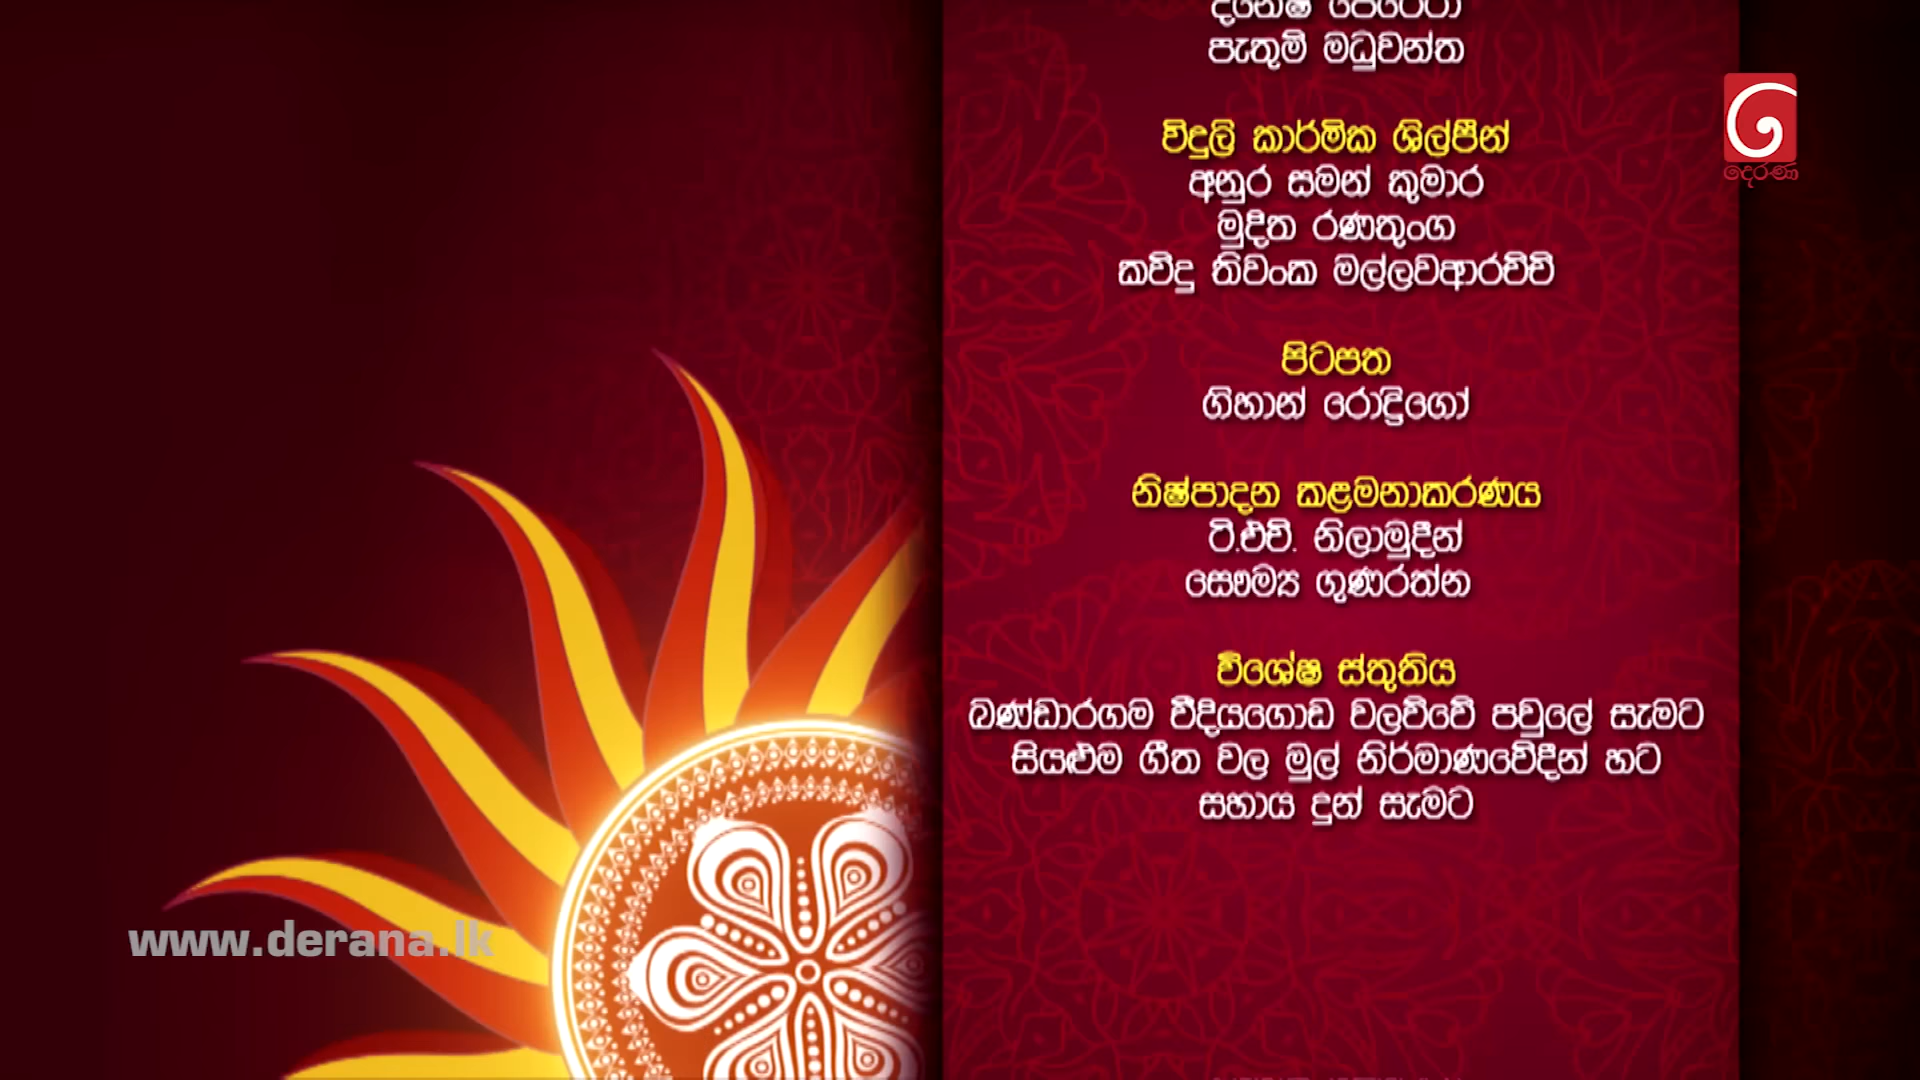 දිනේෂ් පෙරේරා
පැතුම් මධුවන්ත
විදුලි කාර්මික ශිල්පීන්
අනුර සමන් කුමාර
මුදිත රණතුංග
කවිදු තිවංක මල්ලවආරච්චි
පිටපත
ගිහාන් රොද්‍රිගෝ
නිෂ්පාදන කළමනාකරණය
ටී.එච්. නිලාමුදීන්
සෞම්‍ය ගුණරත්න
විශේෂ ස්තුතිය
බණ්ඩාරගම වීදියගොඩ වලව්වේ පවුලේ සැමට
සියළුම ගීත වල මුල් නිර්මාණවේදීන් හට
සහාය දුන් සැමට
දෙරණ
www.derana.lk